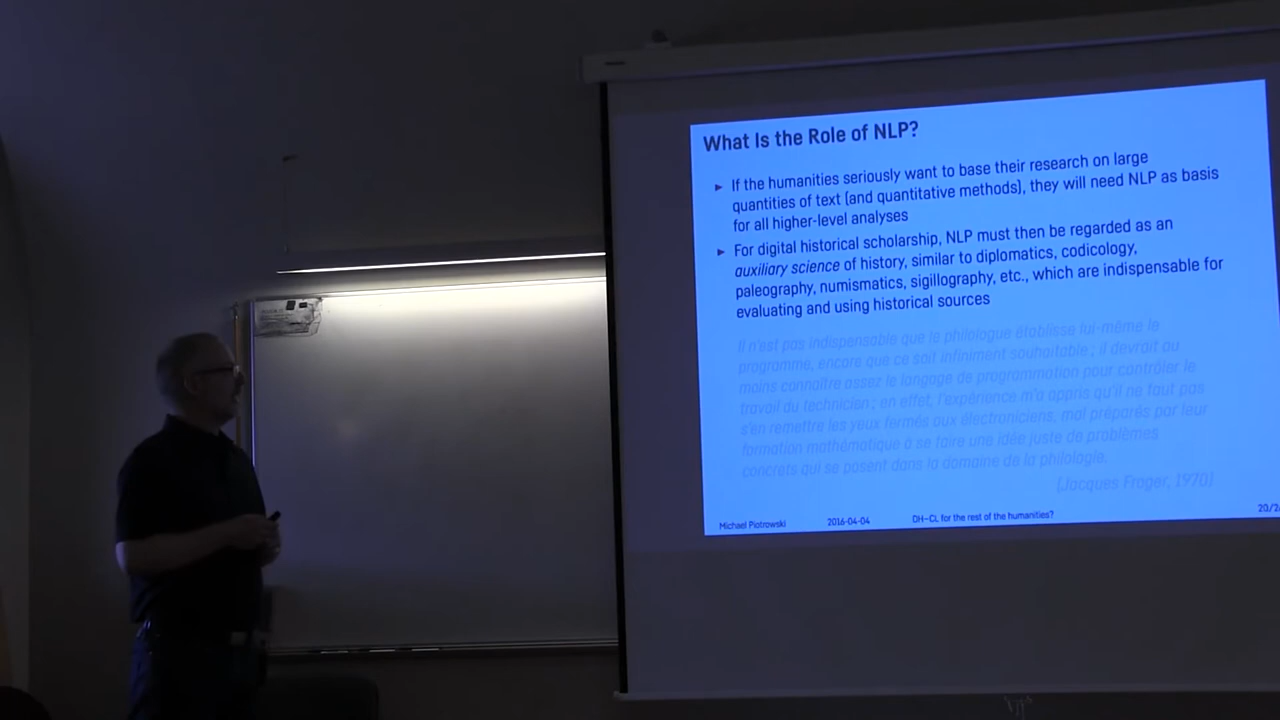 What Is the Role of NLP?
► If the humanities seriously want to base their research on large
quantities of text (and quantitative methods), they will need NLP as basis
for all higher-level analyses
► For digital historical scholarship, NLP must then be regarded as an
auxiliary science of history, similar to diplomatics, codicology,
paleography, numismatics, sigillography, etc., which are indispensable for
evaluating and using historical sources
Il n'est pas indispensable que le philologue établisse lui-même le
programme, encore que ce soit infiniment souhaitable ; il devrait au
moins connaître assez le langage de programmation pour contrôler le
travail du technicien ; en effet, l'expérience m'a appris qu'il ne faut pas
s'en remettre les yeux fermés aux électroniciens, mal préparés par leur
formation mathématique à se faire une idée juste de problèmes
concrets qui se posent dans la domaine de la philologie.
(Jacques Froger, 1970)
Michael Piotrowski 2016-04-04 DH–CL for the rest of the humanities? 20/2